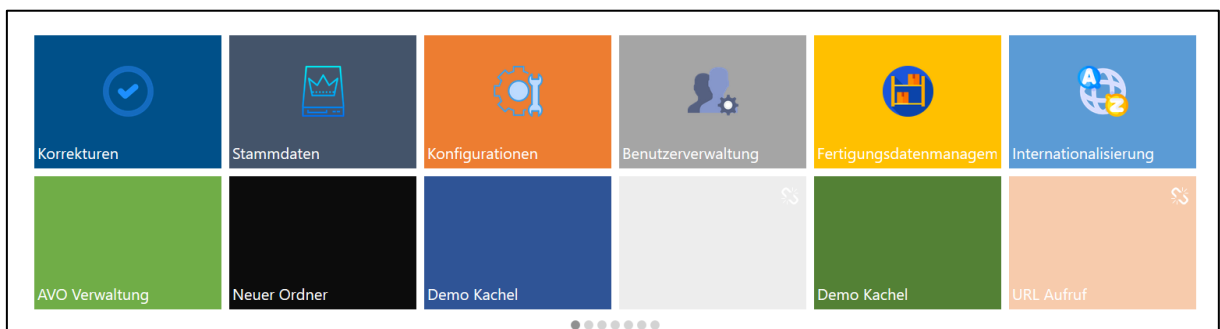 Korrekturen
Stammdaten
Konfigurationen
Benutzerverwaltung
Fertigungsdatenmanagem
A
Z
Internationalisierung
AVO Verwaltung
Neuer Ordner
Demo Kachel
Demo Kachel
URL Aufruf